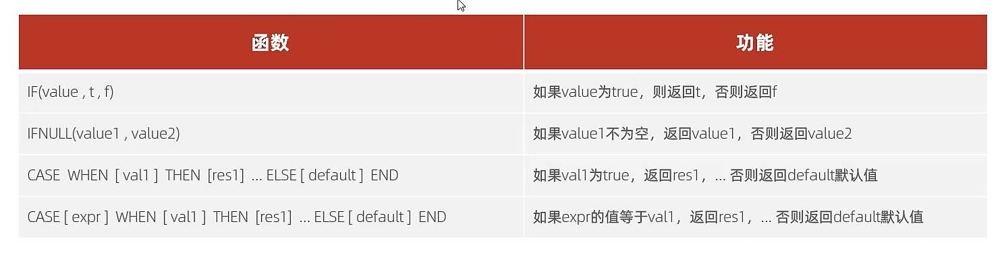 函数 功能
IF(value , t , f) 如果value为true，则返回t，否则返回f
IFNULL(value1 , value2) 如果value1不为空，返回value1，否则返回value2
CASE WHEN [ val1 ] THEN [res1] ... ELSE [ default ] END 如果val1为true，返回res1，... 否则返回default默认值
CASE [ expr ] WHEN [ val1 ] THEN [res1] ... ELSE [ default ] END 如果expr的值等于val1，返回res1，... 否则返回default默认值